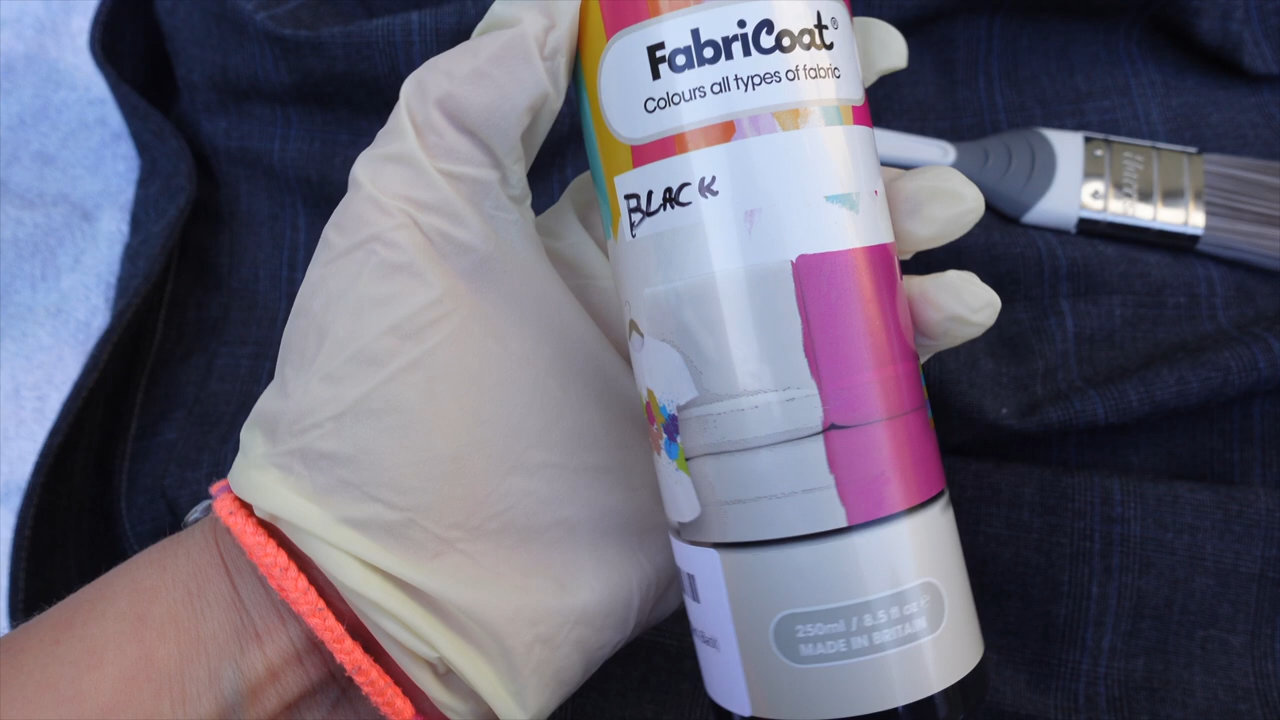 FabriCoat®
Colours all types of fabric
BLACK
250ml / 8.5 fl oz e
MADE IN BRITAIN